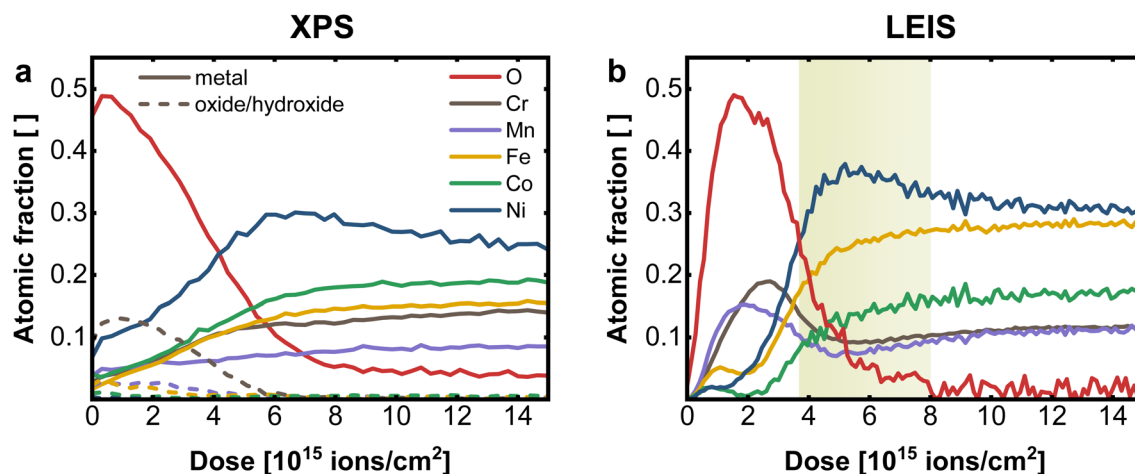 XPS
LEIS
a
metal
oxide/hydroxide
O
Cr
Mn
Fe
Co
Ni
Atomic fraction [ ]
0.5
0.4
0.3
0.2
0.1
0 2 4 6 8 10 12 14
Dose [10¹⁵ ions/cm²]
b
Atomic fraction [ ]
0.5
0.4
0.3
0.2
0.1
0 2 4 6 8 10 12 14
Dose [10¹⁵ ions/cm²]